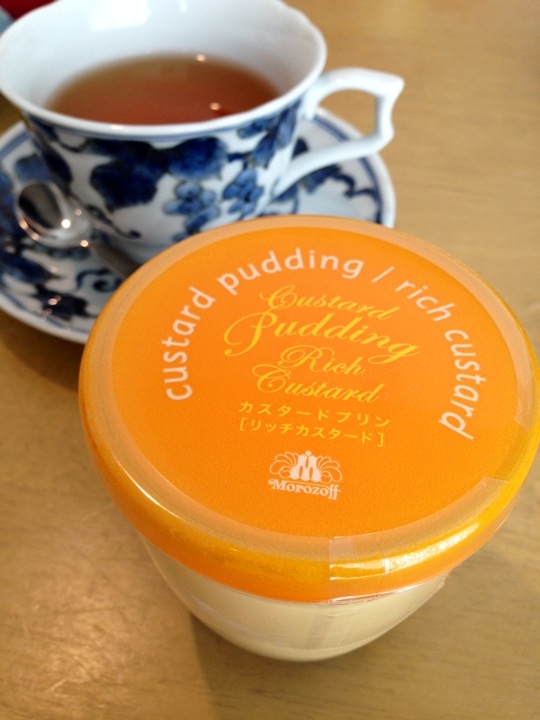 custard pudding / rich custard
Custard
Pudding
Rich
Custard
カスタードプリン
[リッチカスタード]
Morozoff